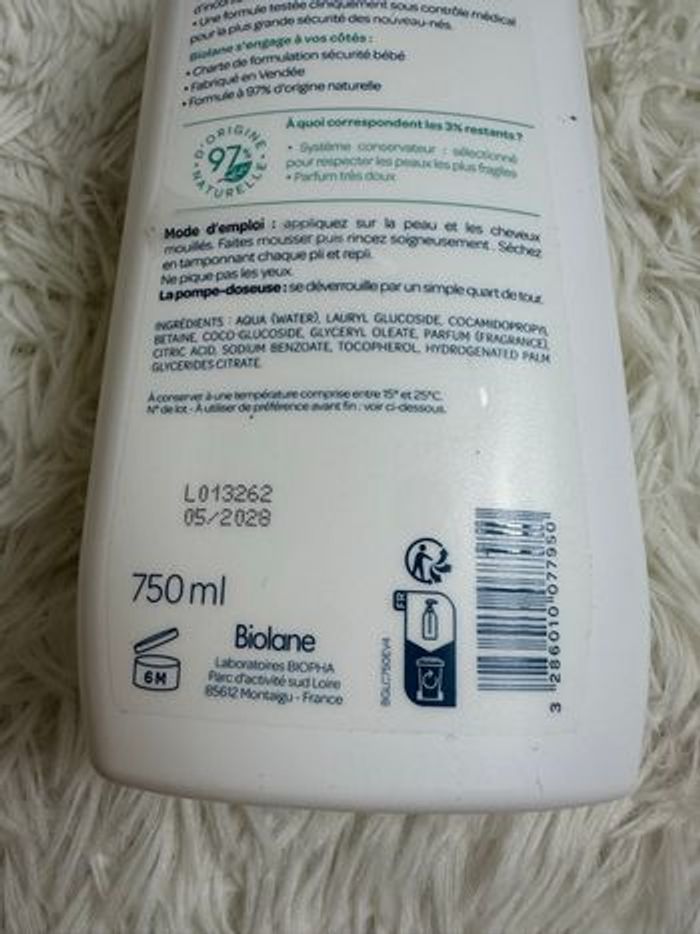 • Une formule testée cliniquement sous contrôle médical
pour la plus grande sécurité des nouveau-nés.
Biolane s'engage à vos côtés :
• Charte de formulation sécurité bébé
• Fabriqué en Vendée
• Formule à 97% d'origine naturelle
D'ORIGINE
97%
NATURELLE
À quoi correspondent les 3% restants?
• Système conservateur : sélectionné
pour respecter les peaux les plus fragiles
• Parfum très doux
Mode d'emploi : appliquez sur la peau et les cheveux
mouillés. Faites mousser puis rincez soigneusement. Séchez
en tamponnant chaque pli et repli.
Ne pique pas les yeux.
La pompe-doseuse : se déverrouille par un simple quart de tour.
INGRÉDIENTS : AQUA (WATER), LAURYL GLUCOSIDE, COCAMIDOPROPYL
BETAINE, COCO-GLUCOSIDE, GLYCERYL OLEATE, PARFUM (FRAGRANCE),
CITRIC ACID, SODIUM BENZOATE, TOCOPHEROL, HYDROGENATED PALM
GLYCERIDES CITRATE.
À conserver à une température comprise entre 15° et 25°C.
N° de lot - À utiliser de préférence avant fin : voir ci-dessous.
L013262
05/2028
750 ml
6M
Biolane
Laboratoires BIOPHA
Parc d'activité sud Loire
85612 Montaigu - France
BGLC750EV4
FR
3 286010 077950